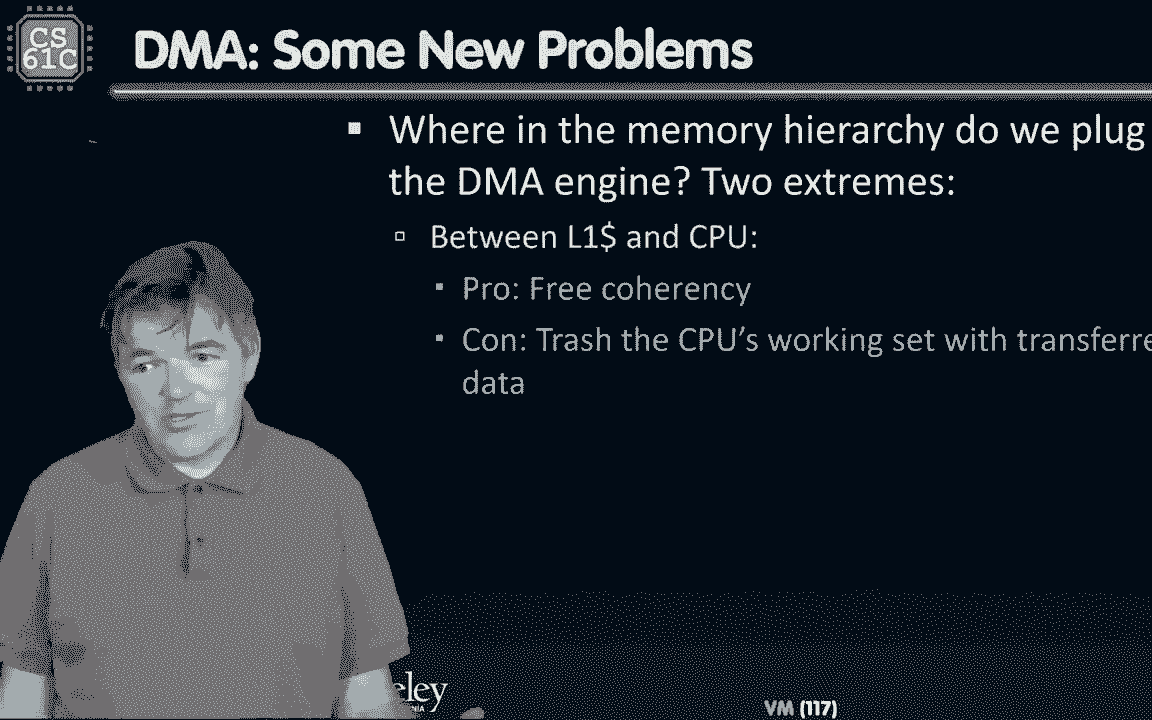 CS
61C
DMA: Some New Problems
Where in the memory hierarchy do we plug
the DMA engine? Two extremes:
Between L1$ and CPU:
Pro: Free coherency
Con: Trash the CPU's working set with transferre
data
eley
VM (117)